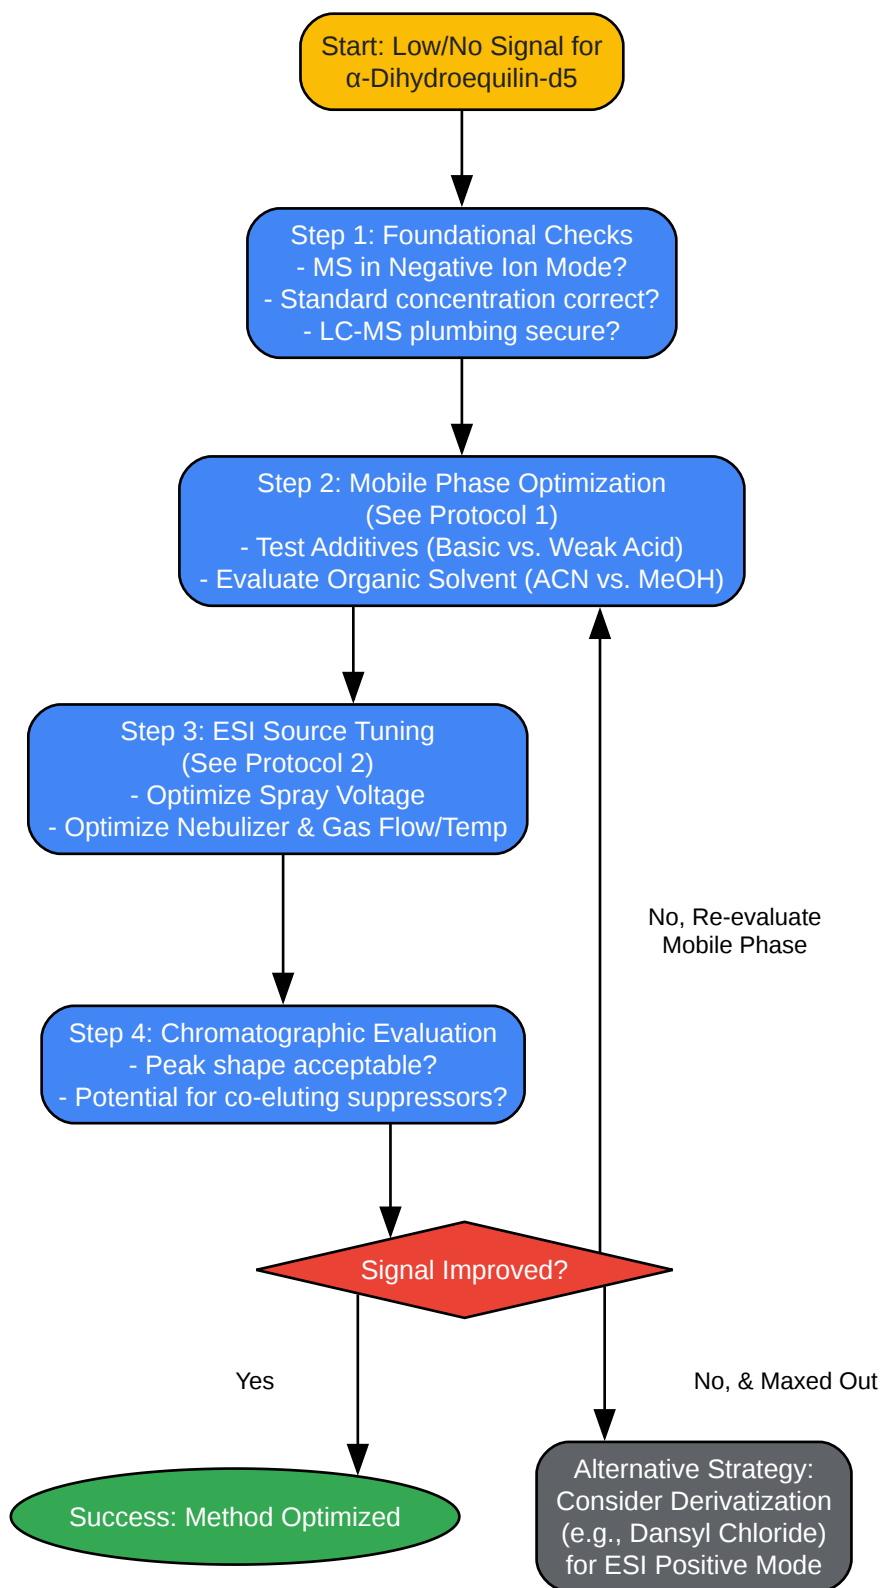 Start: Low/No Signal for
α-Dihydroequilin-d5
Step 1: Foundational Checks
- MS in Negative Ion Mode?
- Standard concentration correct?
- LC-MS plumbing secure?
Step 2: Mobile Phase Optimization
(See Protocol 1)
- Test Additives (Basic vs. Weak Acid)
- Evaluate Organic Solvent (ACN vs. MeOH)
Step 3: ESI Source Tuning
(See Protocol 2)
- Optimize Spray Voltage
- Optimize Nebulizer & Gas Flow/Temp
No, Re-evaluate
Mobile Phase
Step 4: Chromatographic Evaluation
- Peak shape acceptable?
- Potential for co-eluting suppressors?
Signal Improved?
Yes
No, & Maxed Out
Success: Method Optimized
Alternative Strategy:
Consider Derivatization
(e.g., Dansyl Chloride)
for ESI Positive Mode